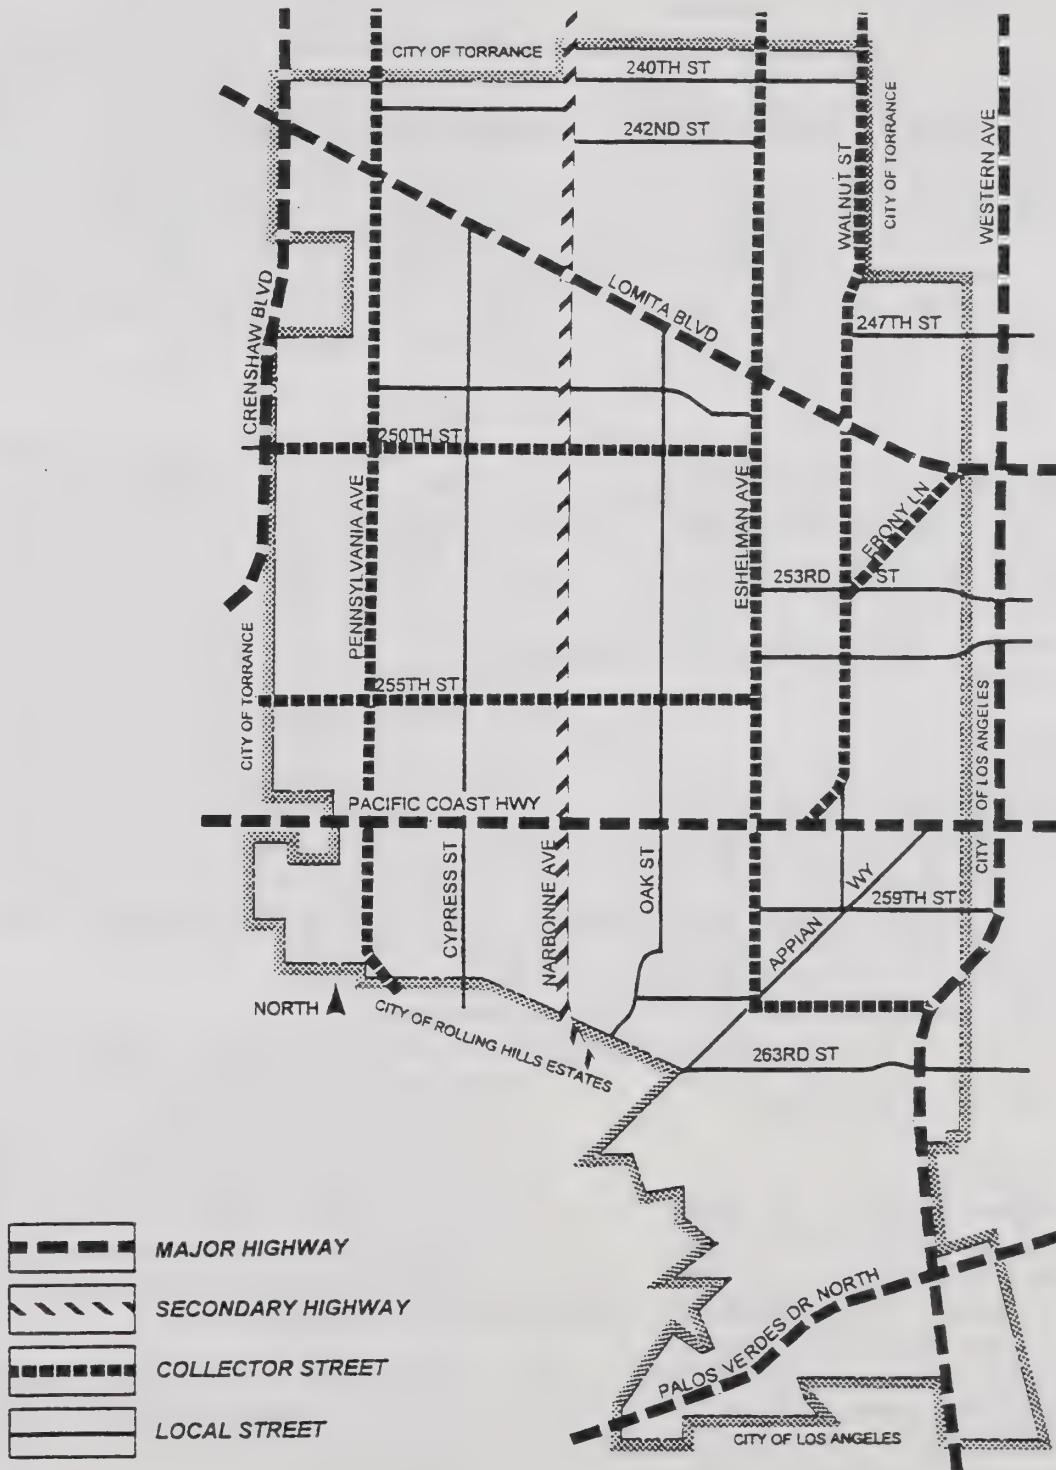 CITY OF TORRANCE
240TH ST
242ND ST
WALNUT ST
CITY OF TORRANCE
WESTERN AVE
CRENSHAW BLVD
LOMITA BLVD
247TH ST
250TH ST
PENNSYLVANIA AVE
ESHELMAN AVE
EBONY LN
253RD ST
CITY OF TORRANCE
255TH ST
CITY OF LOS ANGELES
PACIFIC COAST HWY
CYPRESS ST
NARBONNE AVE
OAK ST
APPIAN WY
259TH ST
NORTH
CITY OF ROLLING HILLS ESTATES
263RD ST
MAJOR HIGHWAY
SECONDARY HIGHWAY
COLLECTOR STREET
LOCAL STREET
PALOS VERDES DR NORTH
CITY OF LOS ANGELES